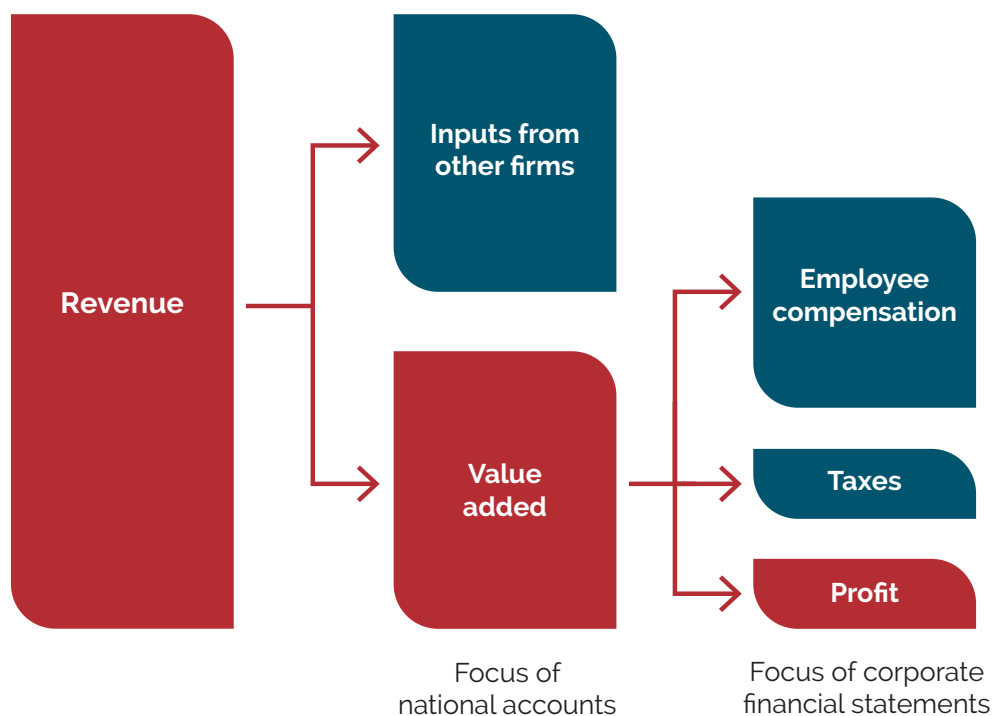 Revenue
Inputs from
other firms
Value
added
Employee
compensation
Taxes
Profit
Focus of
national accounts
Focus of corporate
financial statements